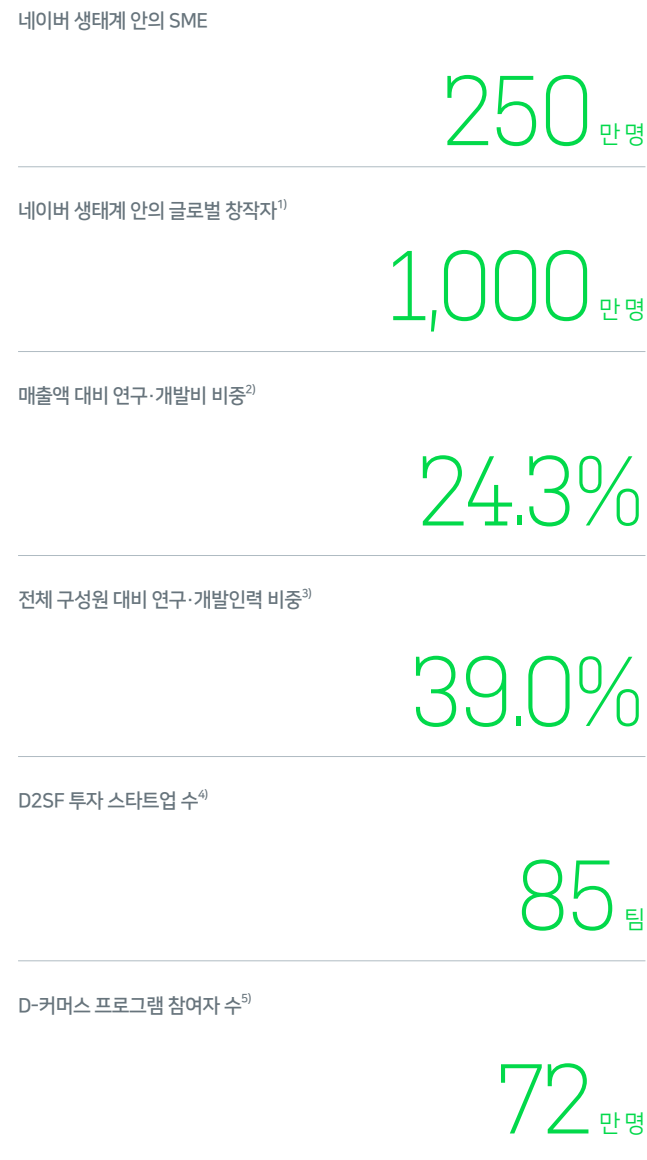 네이버 생태계 안의 SME
250 만 명
네이버 생태계 안의 글로벌 창작자1)
1,000 만 명
매출액 대비 연구·개발비 비중2)
24.3%
전체 구성원 대비 연구·개발인력 비중3)
39.0%
D2SF 투자 스타트업 수4)
85 팀
D-커머스 프로그램 참여자 수5)
72 만 명